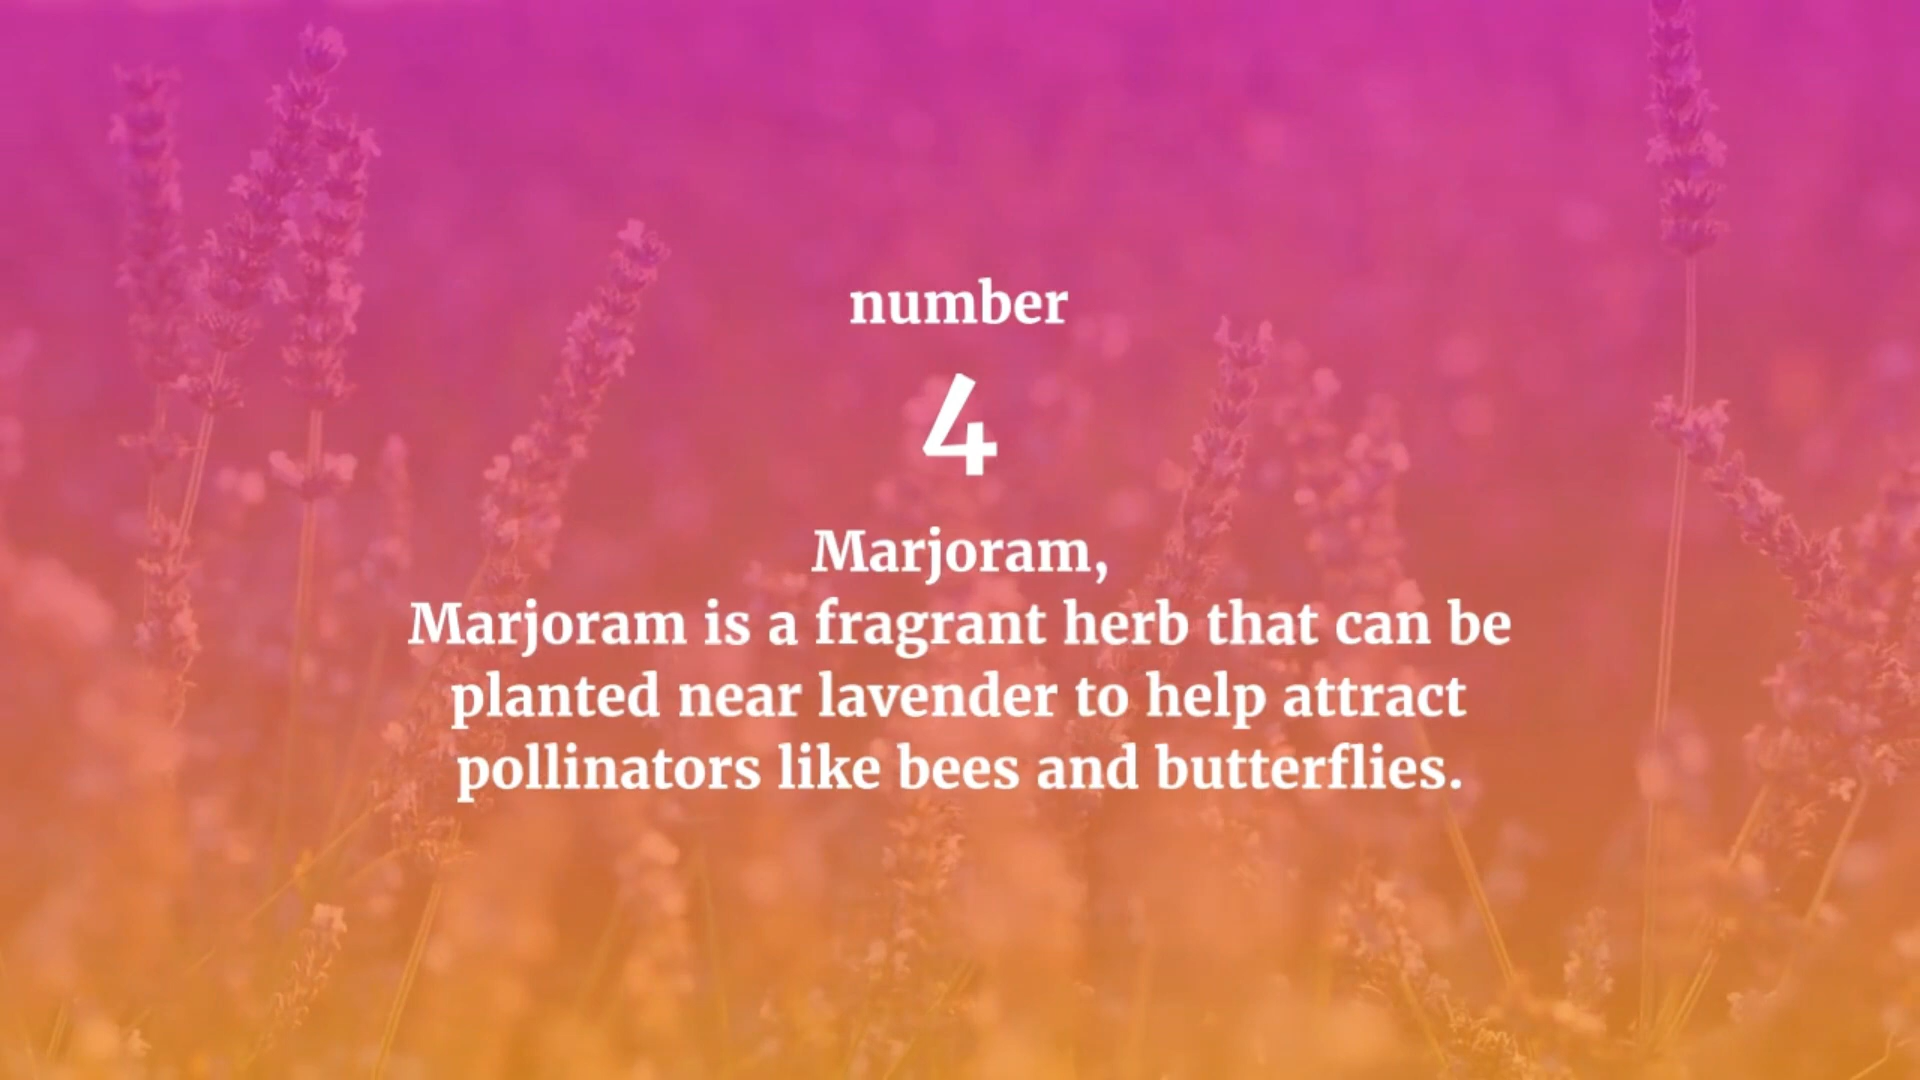 number
4
Marjoram,
Marjoram is a fragrant herb that can be
planted near lavender to help attract
pollinators like bees and butterflies.